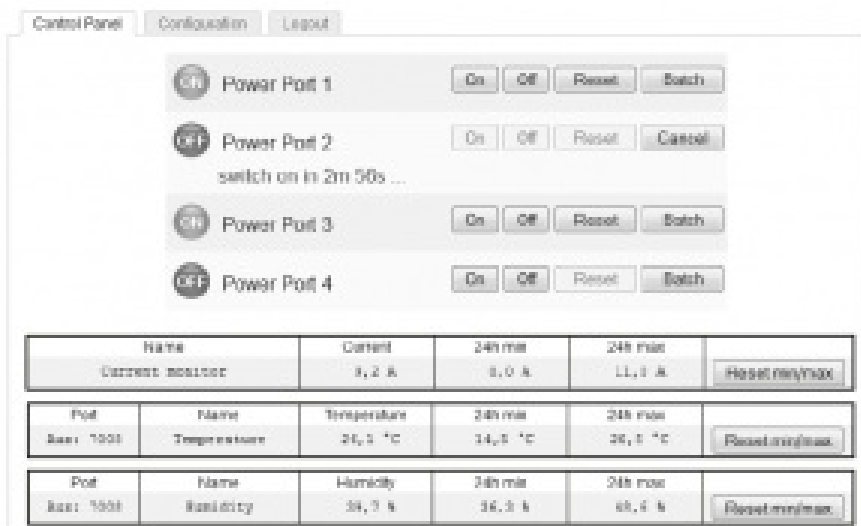 Control Panel Configuration Logout
ON Power Port 1 On Off Reset Batch
OFF Power Port 2 On Off Reset Cancel
switch on in 2m 56s ...
ON Power Port 3 On Off Reset Batch
OFF Power Port 4 On Off Reset Batch
Name Current 24h min 24h max
Current monitor A A A Reset min/max
Port Name Temperature 24h min 24h max
Temperature °C °C °C Reset min/max
Port Name Humidity 24h min 24h max
Humidity % % % Reset min/max